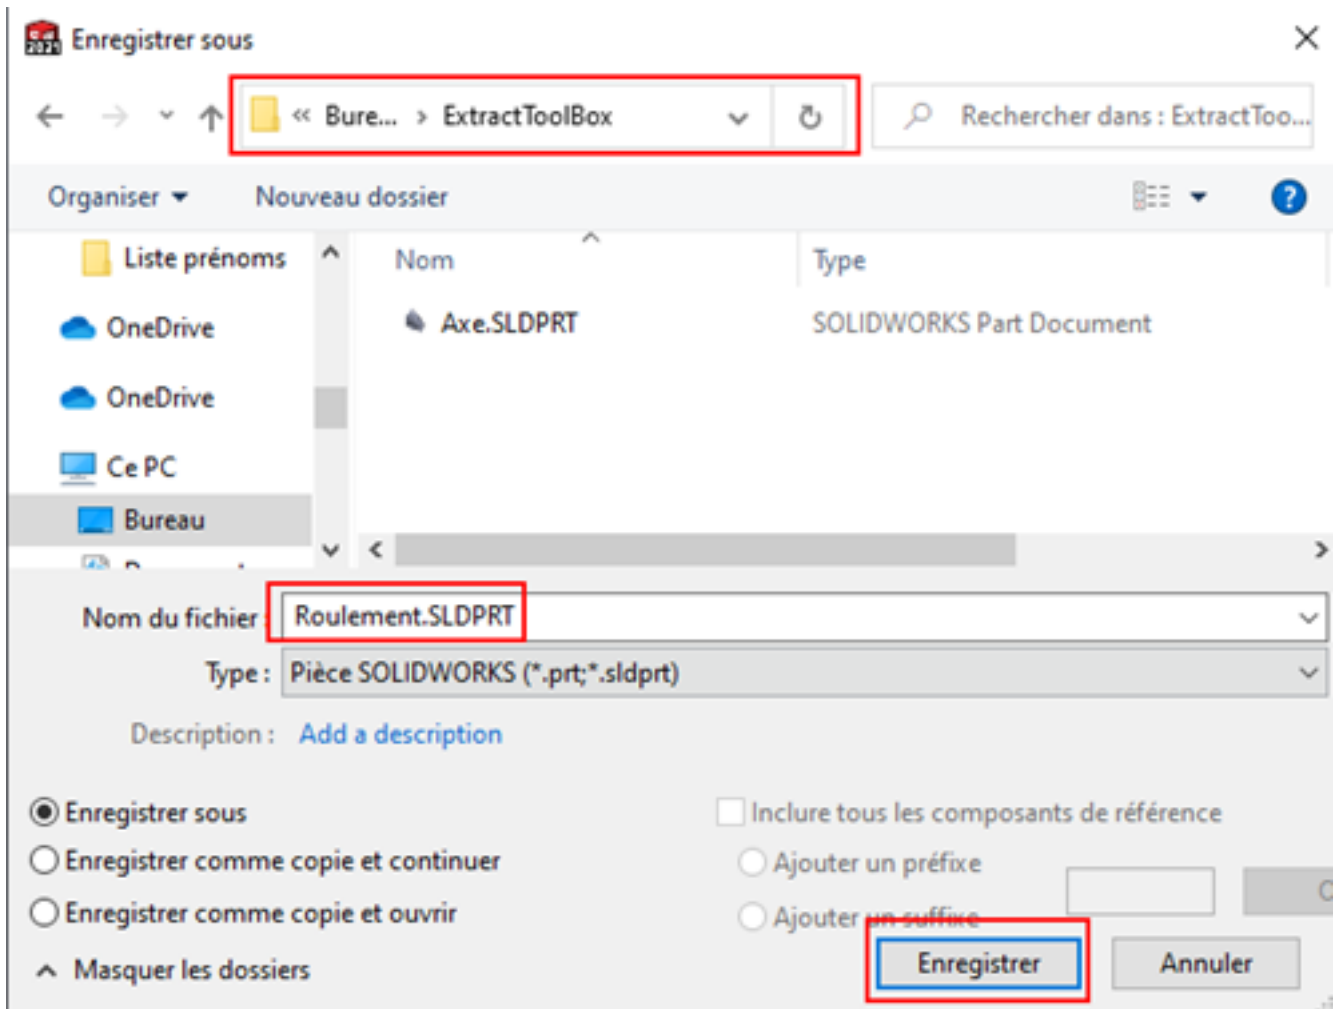 Enregistrer sous
« Bure... › ExtractToolBox
Rechercher dans : ExtractToo...
Organiser
Nouveau dossier
Liste prénoms
OneDrive
OneDrive
Ce PC
Bureau
Nom
Type
Axe.SLDPRT
SOLIDWORKS Part Document
Nom du fichier : Roulement.SLDPRT
Type : Pièce SOLIDWORKS (*.prt;*.sldprt)
Description : Add a description
Enregistrer sous
Enregistrer comme copie et continuer
Enregistrer comme copie et ouvrir
Inclure tous les composants de référence
Ajouter un préfixe
Ajouter un suffixe
Masquer les dossiers
Enregistrer
Annuler